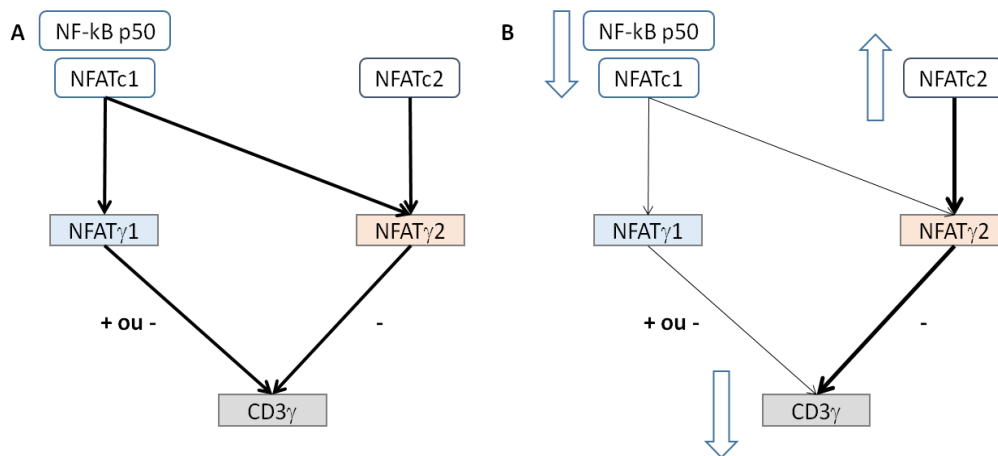 A
NF-kB p50
NFATc1
NFATc2
NFATγ1
NFATγ2
+ ou -
-
CD3γ
B
NF-kB p50
NFATc1
NFATc2
NFATγ1
NFATγ2
+ ou -
-
CD3γ